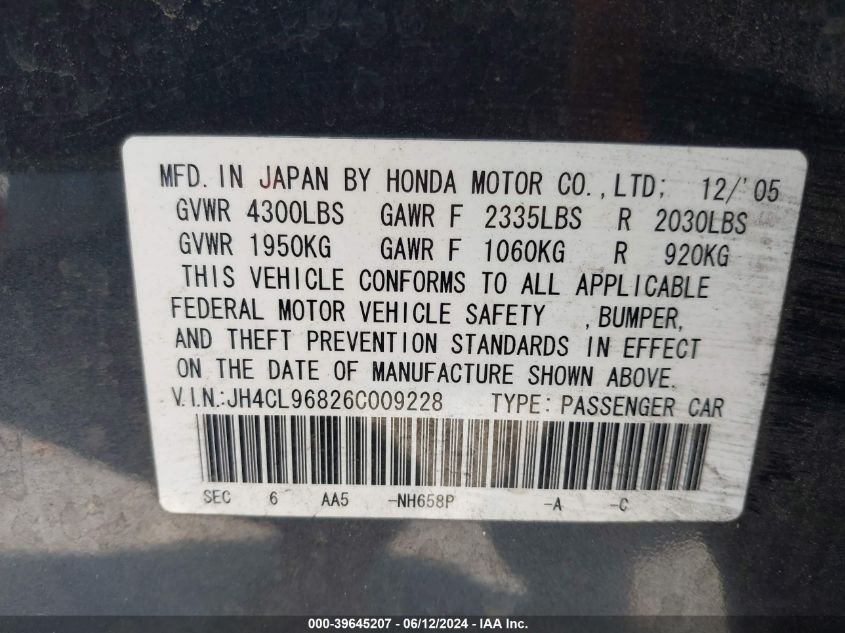 MFD. IN JAPAN BY HONDA MOTOR CO.,LTD; 12/'05
GVWR 4300LBS GAWR F 2335LBS R 2030LBS
GVWR 1950KG GAWR F 1060KG R 920KG
THIS VEHICLE CONFORMS TO ALL APPLICABLE
FEDERAL MOTOR VEHICLE SAFETY ,BUMPER,
AND THEFT PREVENTION STANDARDS IN EFFECT
ON THE DATE OF MANUFACTURE SHOWN ABOVE.
V.I.N.:JH4CL96826C009228 TYPE: PASSENGER CAR
SEC 6 AA5 -NH658P -A -C
000-39645207 - 06/12/2024 - IAA Inc.